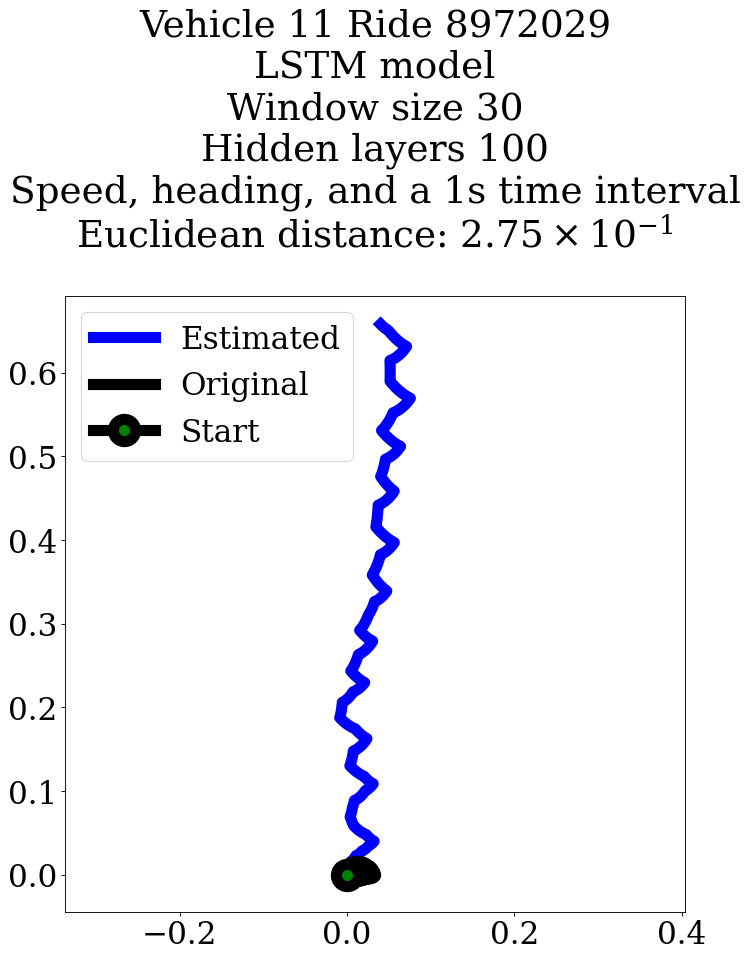 Vehicle 11 Ride 8972029
LSTM model
Window size 30
Hidden layers 100
Speed, heading, and a 1s time interval
Euclidean distance: 2.75 × 10⁻¹
Estimated
Original
Start
0.6
0.5
0.4
0.3
0.2
0.1
0.0
−0.2 0.0 0.2 0.4